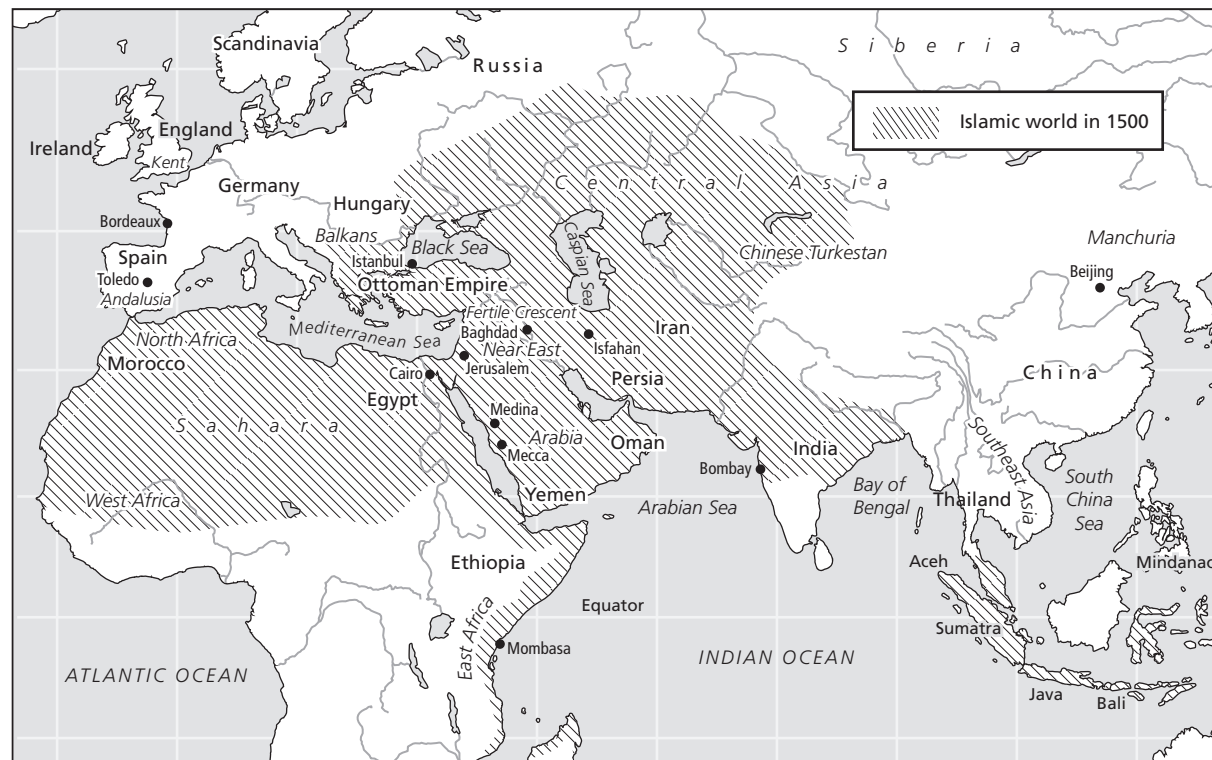 Scandinavia
Siberia
Russia
Islamic world in 1500
England
Ireland
Kent
Germany
Central Asia
Hungary
Bordeaux
Balkans
Black Sea
Caspian Sea
Manchuria
Chinese Turkestan
Spain
Istanbul
Beijing
Toledo
Ottoman Empire
Andalusia
Fertile Crescent
Mediterranean Sea
Baghdad
Iran
North Africa
Near East
Isfahan
Morocco
Jerusalem
Cairo
Persia
China
Egypt
Medina
Sahara
Arabia
Oman
Mecca
India
Southeast Asia
Bombay
West Africa
Yemen
Arabian Sea
Bay of
Bengal
Thailand
South
China
Sea
Ethiopia
Aceh
Mindanao
Equator
East Africa
Sumatra
Mombasa
ATLANTIC OCEAN
INDIAN OCEAN
Java
Bali